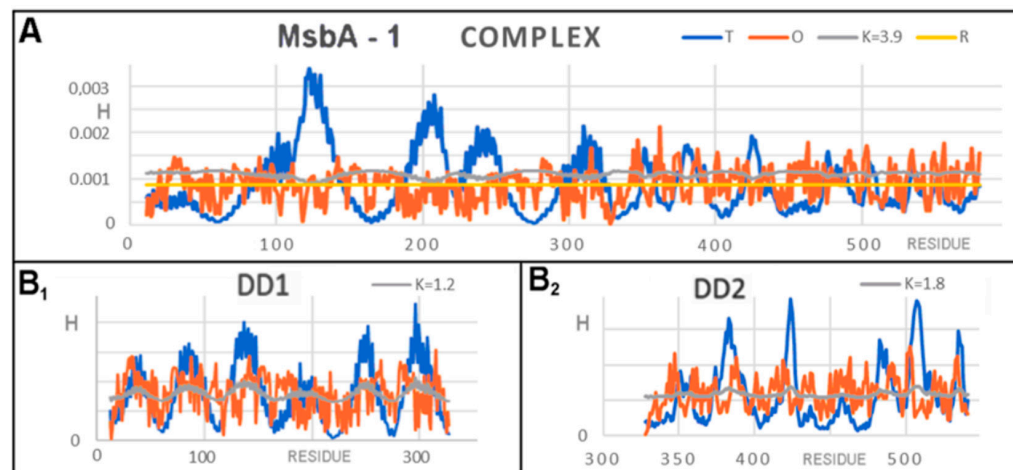 A
MsbA - 1 COMPLEX
T O K=3.9 R
0,003
H
0.002
0.001
0
0 100 200 300 400 500 RESIDUE
B1 DD1 K=1.2
H
0
0 100 RESIDUE 300
B2 DD2 K=1.8
H
0
300 350 400 RESIDUE 500